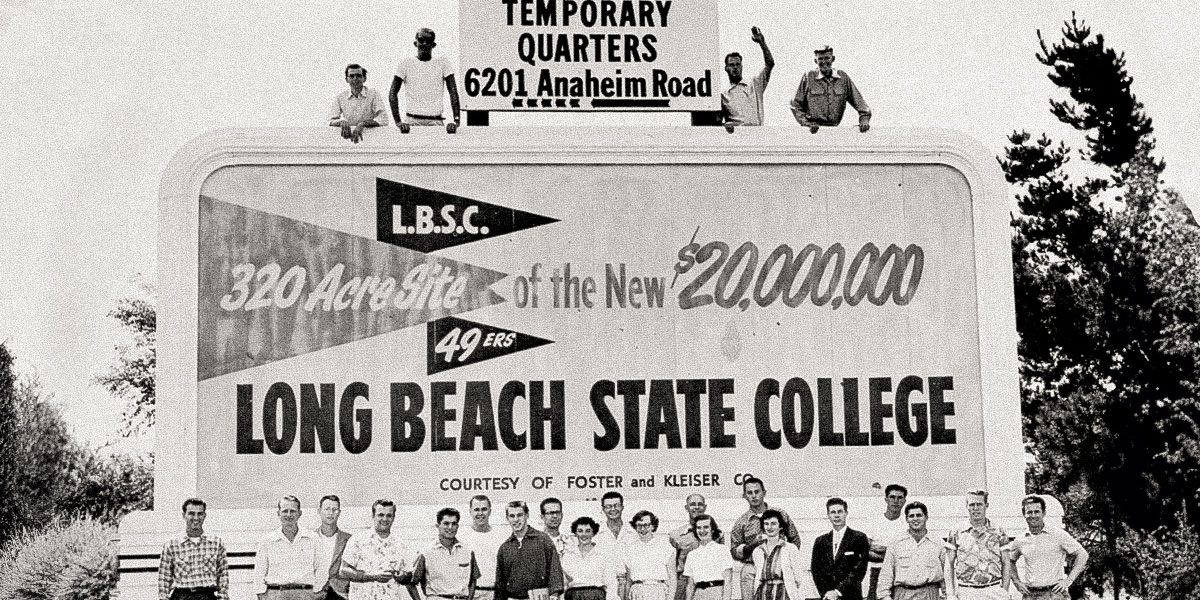 TEMPORARY
QUARTERS
6201 Anaheim Road
L.B.S.C.
320 Acre Site of the New $20,000,000
49ERS
LONG BEACH STATE COLLEGE
COURTESY OF FOSTER and KLEISER CO